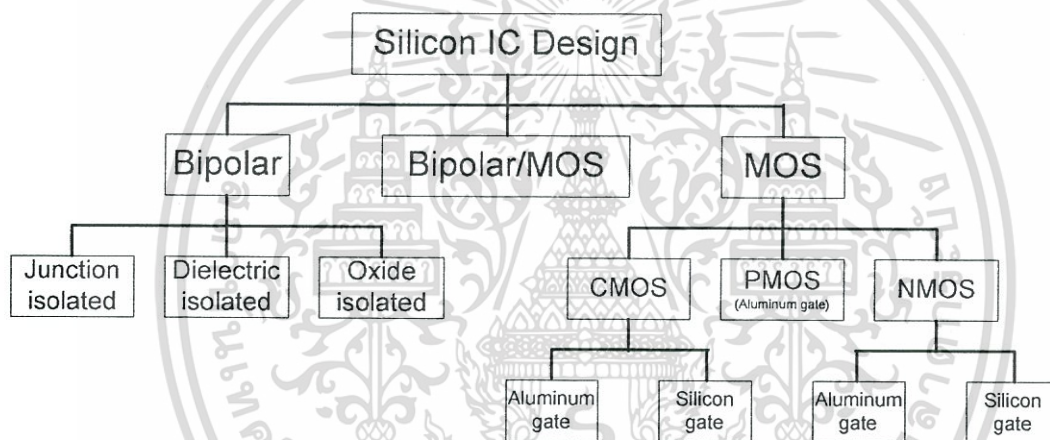 Silicon IC Design
Bipolar
Bipolar/MOS
MOS
Junction
isolated
Dielectric
isolated
Oxide
isolated
CMOS
PMOS
(Aluminum gate)
NMOS
Aluminum
gate
Silicon
gate
Aluminum
gate
Silicon
gate